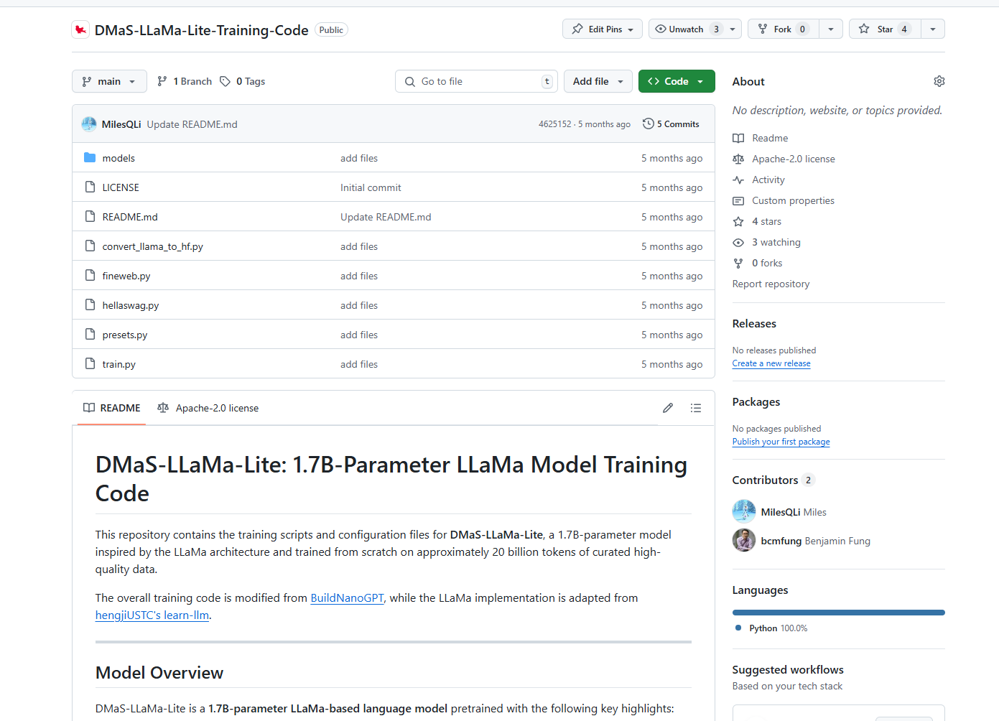 DMaS-LLaMa-Lite-Training-Code Public Edit Pins Unwatch 3 Fork 0 Star 4
main 1 Branch 0 Tags Go to file t Add file Code
MilesQLi Update README.md 4625152 · 5 months ago 5 Commits
models add files 5 months ago
LICENSE Initial commit 5 months ago
README.md Update README.md 5 months ago
convert_llama_to_hf.py add files 5 months ago
fineweb.py add files 5 months ago
hellaswag.py add files 5 months ago
presets.py add files 5 months ago
train.py add files 5 months ago
README Apache-2.0 license
DMaS-LLaMa-Lite: 1.7B-Parameter LLaMa Model Training
Code
This repository contains the training scripts and configuration files for DMaS-LLaMa-Lite, a 1.7B-parameter model
inspired by the LLaMa architecture and trained from scratch on approximately 20 billion tokens of curated high-
quality data.
The overall training code is modified from BuildNanoGPT, while the LLaMa implementation is adapted from
hengjiUSTC's learn-llm.
Model Overview
DMaS-LLaMa-Lite is a 1.7B-parameter LLaMa-based language model pretrained with the following key highlights:
About
No description, website, or topics provided.
Readme
Apache-2.0 license
Activity
Custom properties
4 stars
3 watching
0 forks
Report repository
Releases
No releases published
Create a new release
Packages
No packages published
Publish your first package
Contributors 2
MilesQLi Miles
bcmfung Benjamin Fung
Languages
Python 100.0%
Suggested workflows
Based on your tech stack